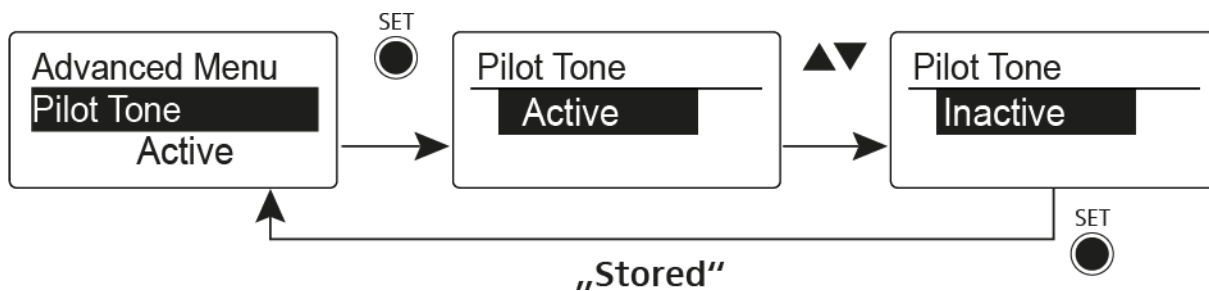 SET
Advanced Menu
Pilot Tone
Active
Pilot Tone
Active
▲▼
Pilot Tone
Inactive
SET
„Stored“